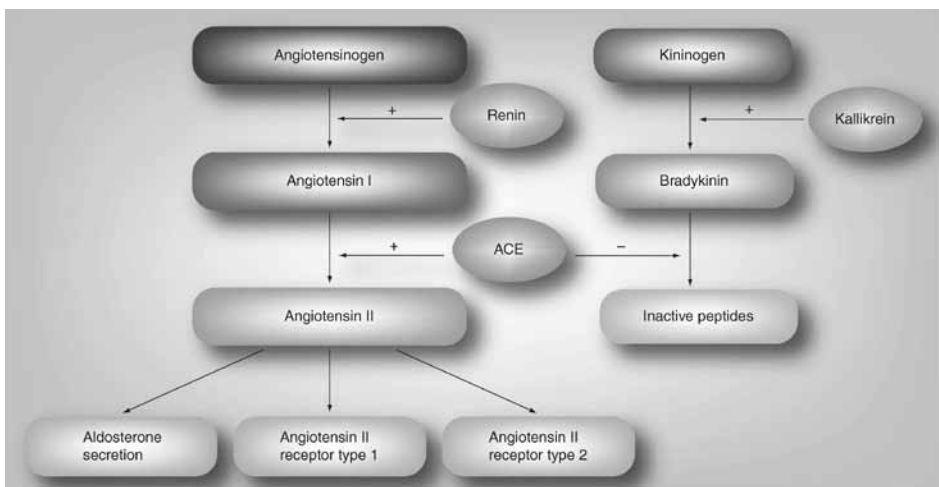 Angiotensinogen
Kininogen
+
Renin
+
Kallikrein
Angiotensin I
Bradykinin
+
ACE
–
Angiotensin II
Inactive peptides
Aldosterone
secretion
Angiotensin II
receptor type 1
Angiotensin II
receptor type 2